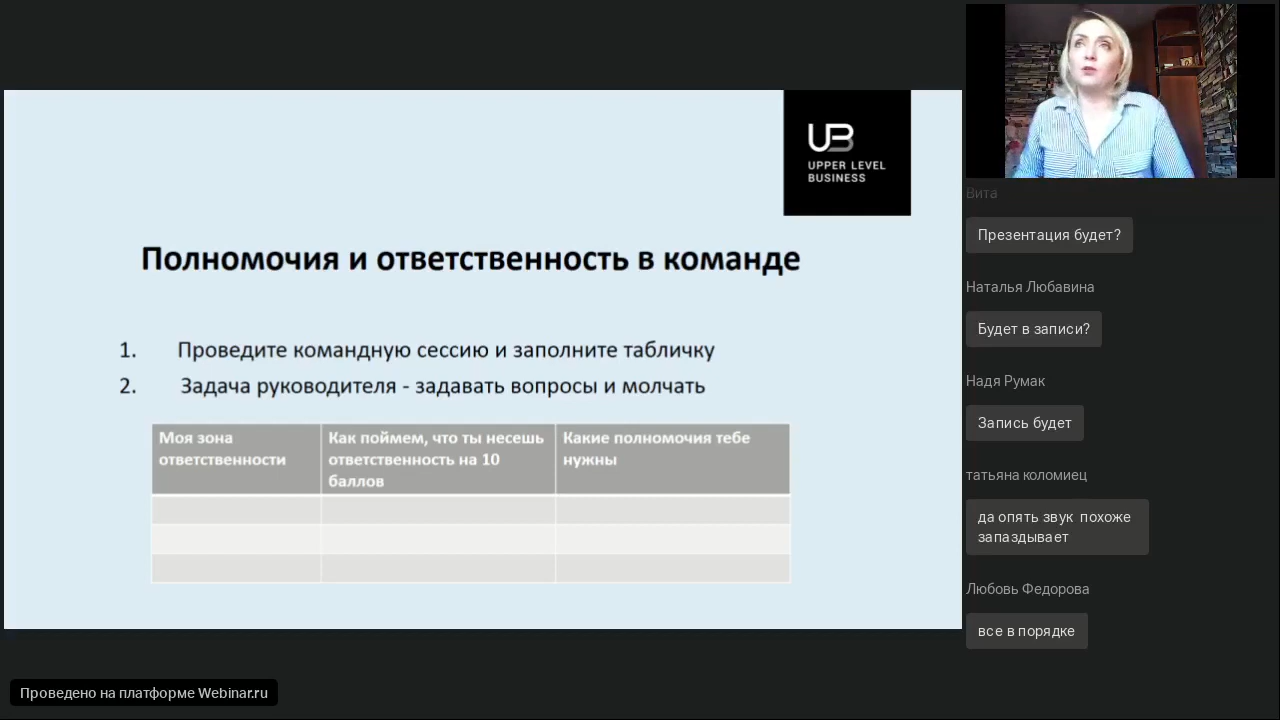 UB
UPPER LEVEL
BUSINESS
Полномочия и ответственность в команде
1. Проведите командную сессию и заполните табличку
2. Задача руководителя - задавать вопросы и молчать
Моя зона
ответственности
Как поймем, что ты несешь
ответственность на 10
баллов
Какие полномочия тебе
нужны
Вита
Презентация будет?
Наталья Любавина
Будет в записи?
Надя Румак
Запись будет
татьяна коломиец
да опять звук похоже
запаздывает
Любовь Федорова
все в порядке
Проведено на платформе Webinar.ru